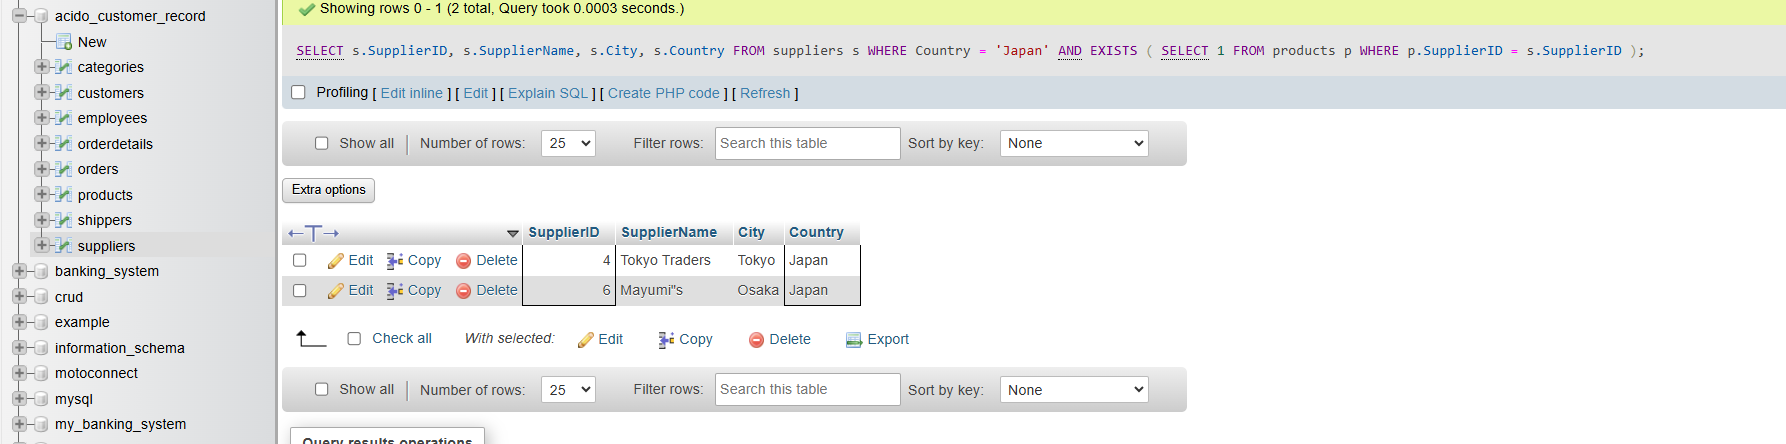 acido_customer_record
New
categories
customers
employees
orderdetails
orders
products
shippers
suppliers
banking_system
crud
example
information_schema
motoconnect
mysql
my_banking_system
Showing rows 0 - 1 (2 total, Query took 0.0003 seconds.)
SELECT s.SupplierID, s.SupplierName, s.City, s.Country FROM suppliers s WHERE Country = 'Japan' AND EXISTS ( SELECT 1 FROM products p WHERE p.SupplierID = s.SupplierID );
Profiling [ Edit inline ] [ Edit ] [ Explain SQL ] [ Create PHP code ] [ Refresh ]
Show all Number of rows: 25 Filter rows: Search this table Sort by key: None
Extra options
SupplierID SupplierName City Country
Edit Copy Delete 4 Tokyo Traders Tokyo Japan
Edit Copy Delete 6 Mayumi"s Osaka Japan
Check all With selected: Edit Copy Delete Export
Show all Number of rows: 25 Filter rows: Search this table Sort by key: None
Query results operations